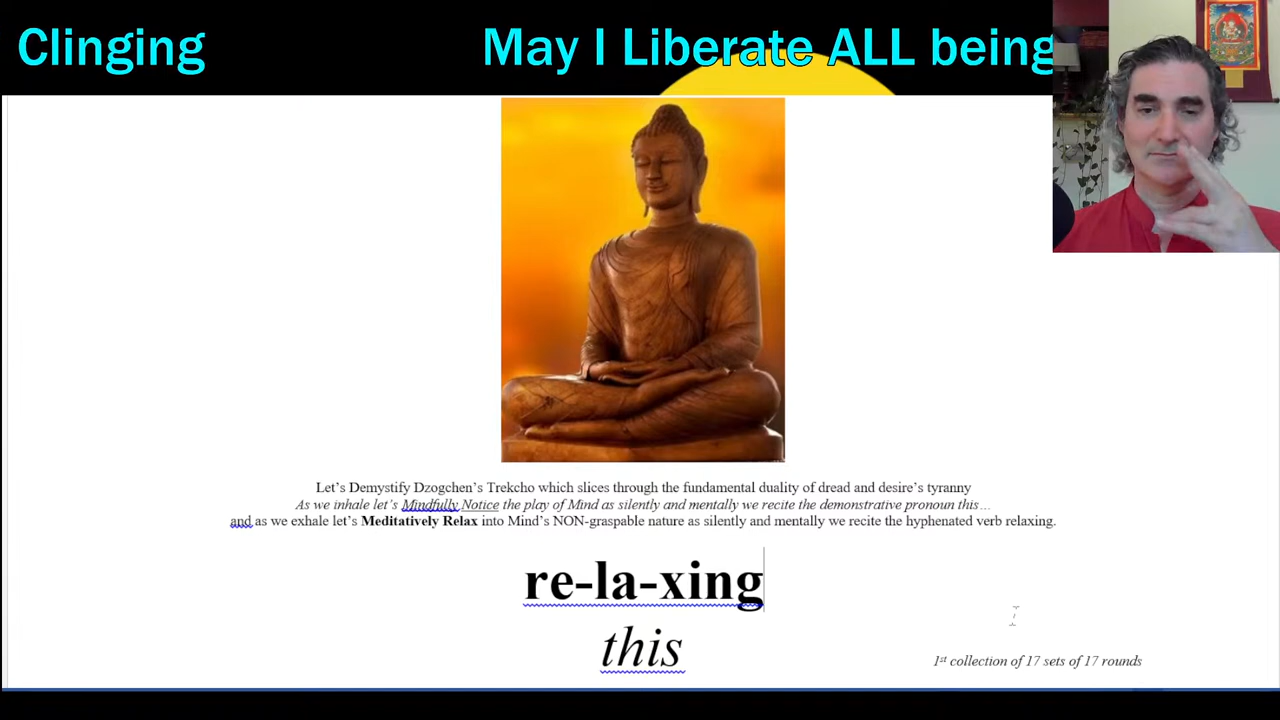 Clinging
May I Liberate ALL being
Let's Demystify Dzogchen's Trekcho which slices through the fundamental duality of dread and desire's tyranny
As we inhale let's Mindfully Notice the play of Mind as silently and mentally we recite the demonstrative pronoun this…
and as we exhale let's Meditatively Relax into Mind's NON-graspable nature as silently and mentally we recite the hyphenated verb relaxing.
re-la-xing
this
1st collection of 17 sets of 17 rounds